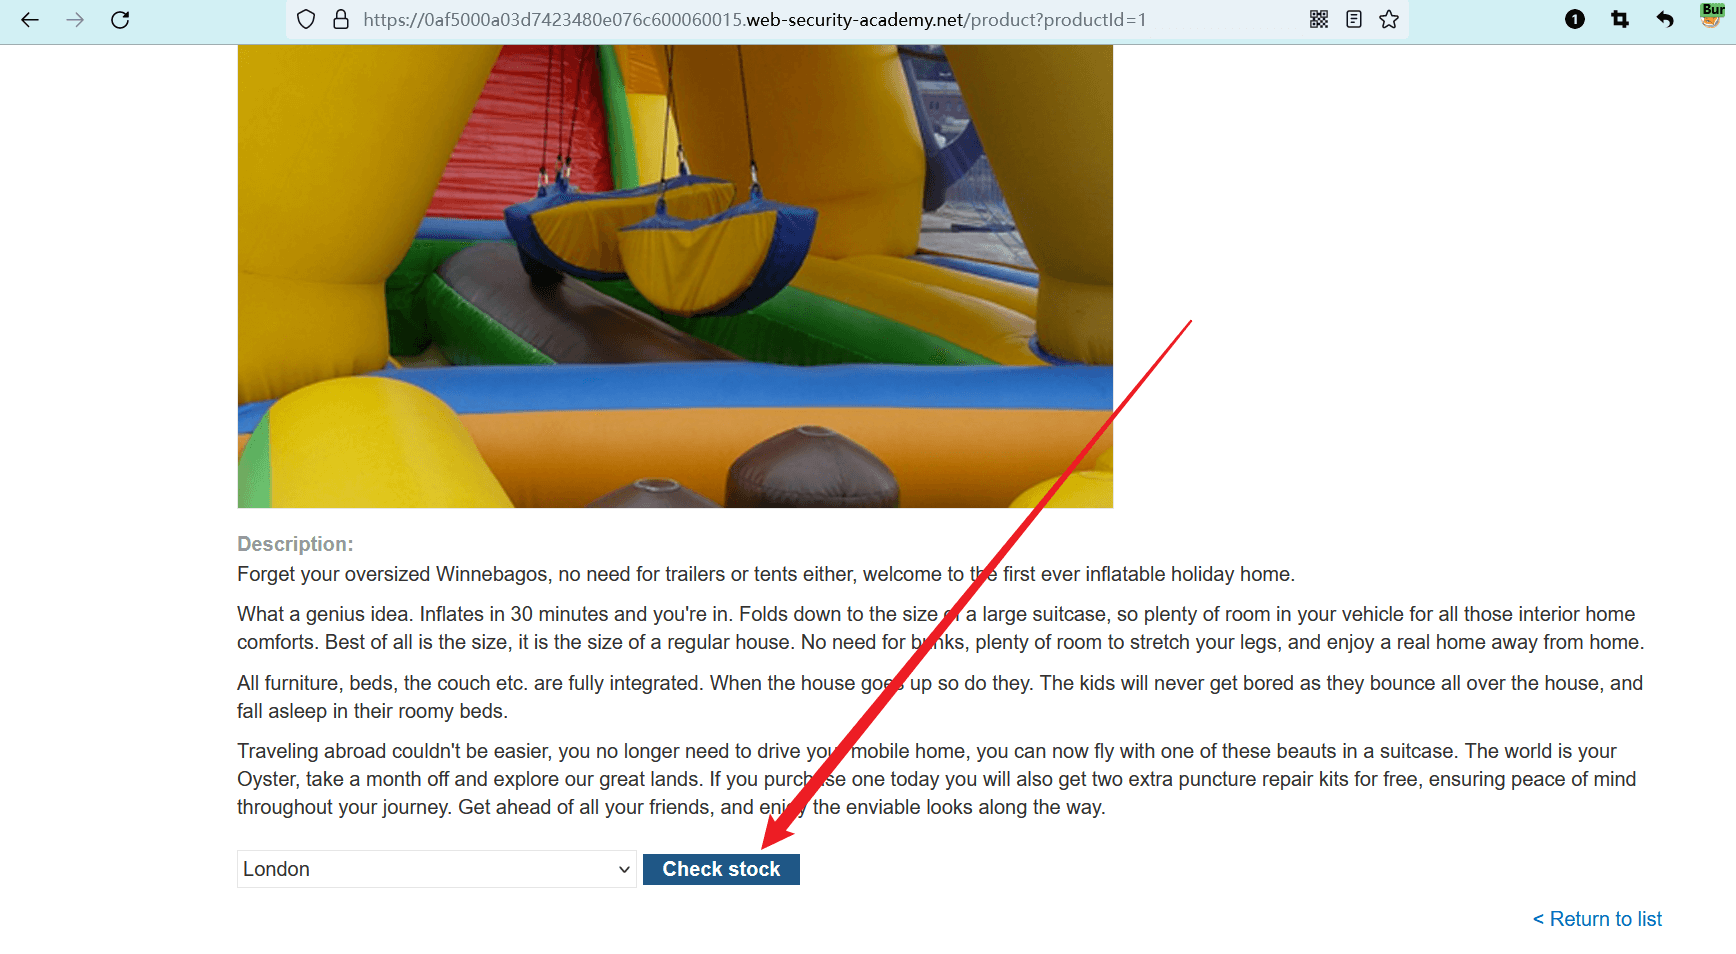 https://0af5000a03d7423480e076c600060015.web-security-academy.net/product?productId=1
1
Bur
Description:
Forget your oversized Winnebagos, no need for trailers or tents either, welcome to the first ever inflatable holiday home.
What a genius idea. Inflates in 30 minutes and you're in. Folds down to the size of a large suitcase, so plenty of room in your vehicle for all those interior home
comforts. Best of all is the size, it is the size of a regular house. No need for bunks, plenty of room to stretch your legs, and enjoy a real home away from home.
All furniture, beds, the couch etc. are fully integrated. When the house goes up so do they. The kids will never get bored as they bounce all over the house, and
fall asleep in their roomy beds.
Traveling abroad couldn't be easier, you no longer need to drive your mobile home, you can now fly with one of these beauts in a suitcase. The world is your
Oyster, take a month off and explore our great lands. If you purchase one today you will also get two extra puncture repair kits for free, ensuring peace of mind
throughout your journey. Get ahead of all your friends, and enjoy the enviable looks along the way.
London
Check stock
< Return to list